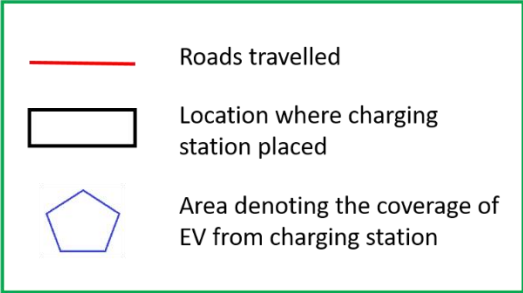 Roads travelled
Location where charging
station placed
Area denoting the coverage of
EV from charging station